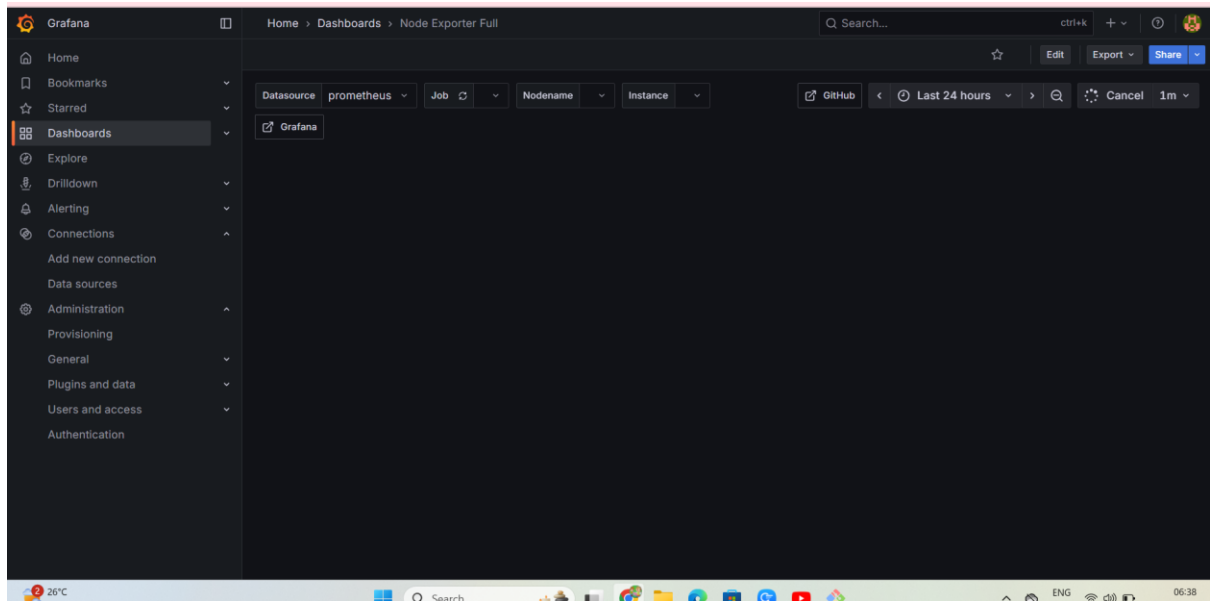 Grafana
Home › Dashboards › Node Exporter Full
Search...
ctrl+k
Home
Bookmarks
Starred
Dashboards
Explore
Drilldown
Alerting
Connections
Add new connection
Data sources
Administration
Provisioning
General
Plugins and data
Users and access
Authentication
Edit
Export
Share
Datasource prometheus
Job
Nodename
Instance
GitHub
Last 24 hours
Cancel
1m
Grafana
2
26°C
Search
ENG
06:38